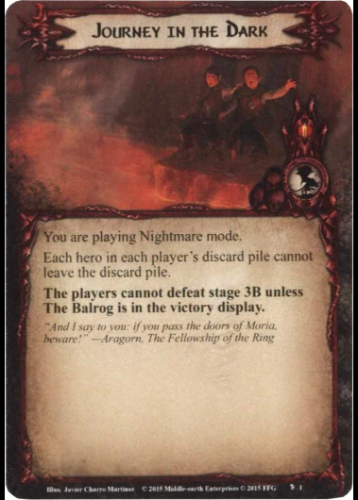 JOURNEY IN THE DARK
You are playing Nightmare mode.
Each hero in each player's discard pile cannot
leave the discard pile.
The players cannot defeat stage 3B unless
The Balrog is in the victory display.
"And I say to you: if you pass the doors of Moria,
beware!" —Aragorn, The Fellowship of the Ring
Illus. Javier Charro Martinez © 2015 Middle-earth Enterprises © 2015 FFG 1